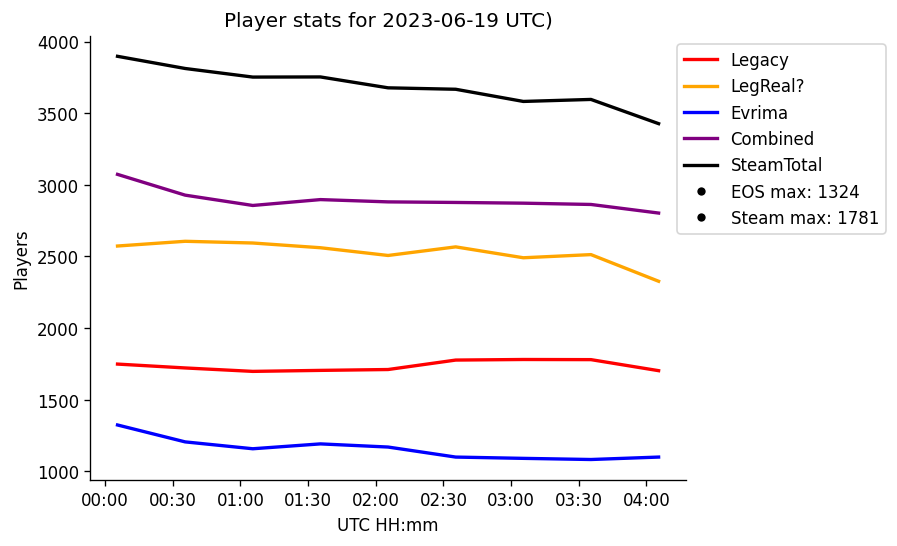 Player stats for 2023-06-19 UTC)
4000
3500
3000
2500
2000
1500
1000
Players
00:00 00:30 01:00 01:30 02:00 02:30 03:00 03:30 04:00
UTC HH:mm
Legacy
LegReal?
Evrima
Combined
SteamTotal
EOS max: 1324
Steam max: 1781